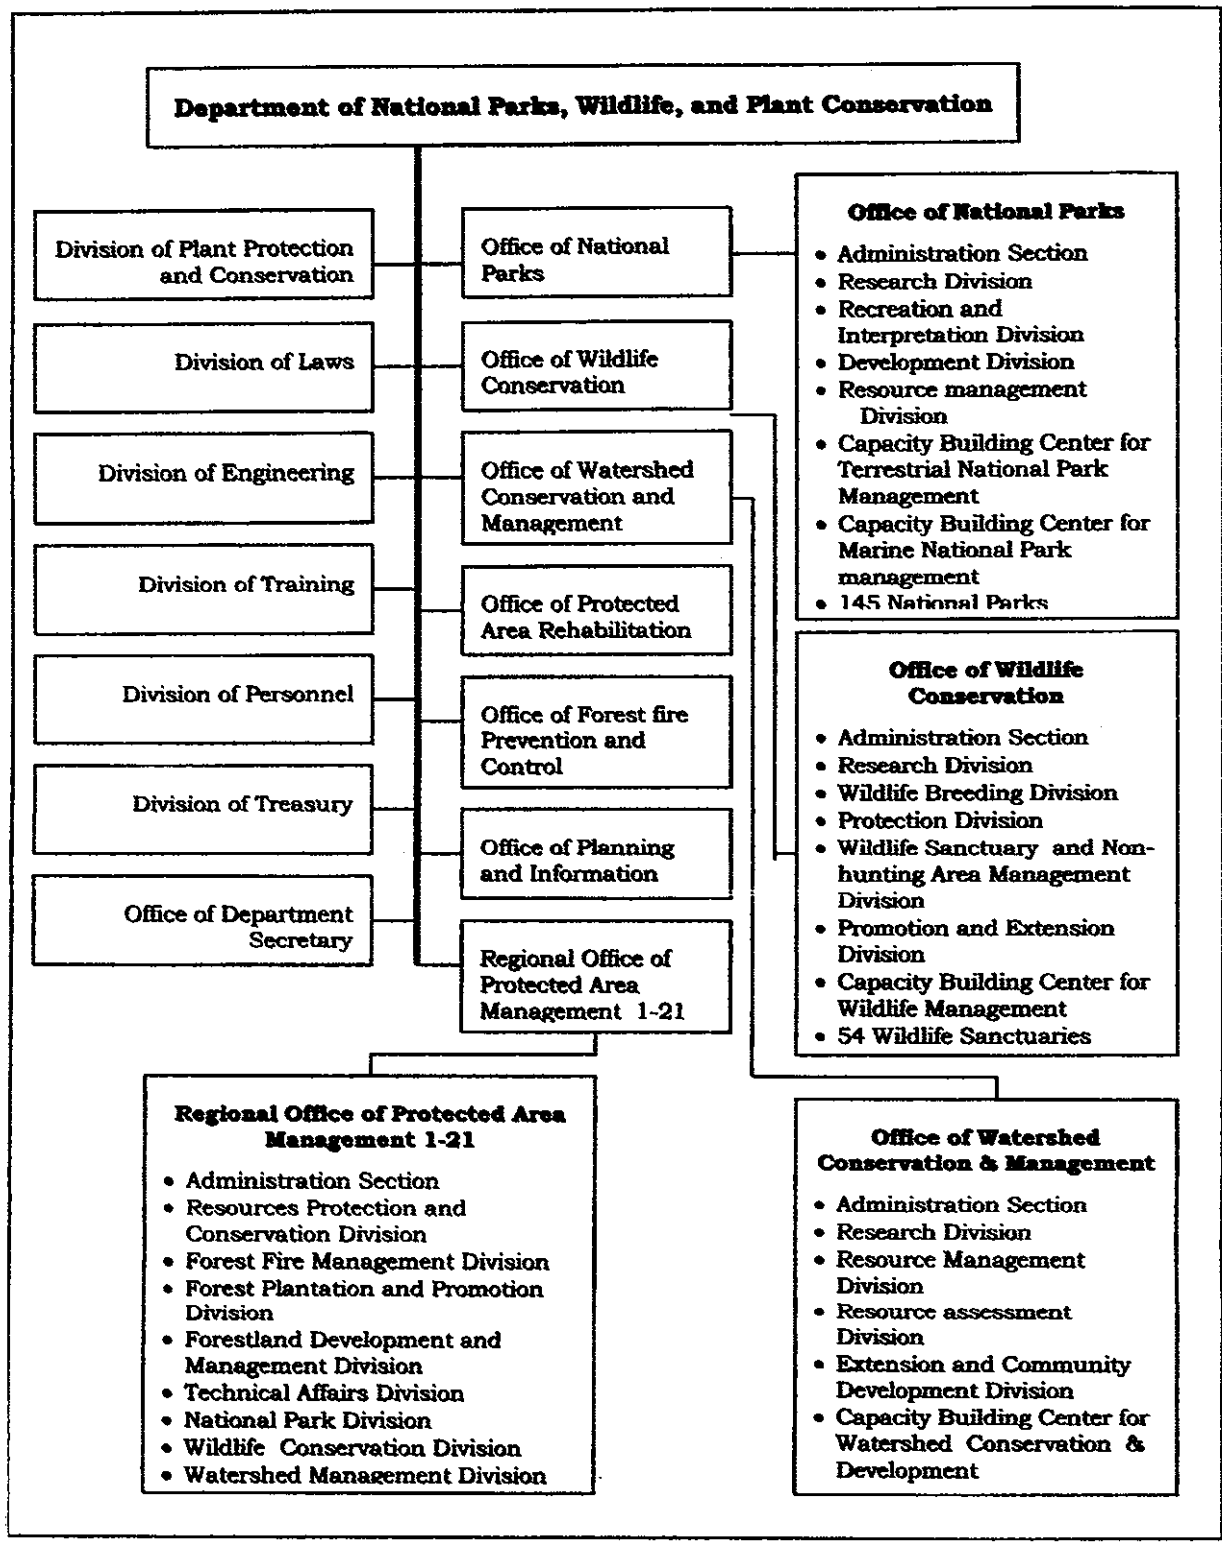 Department of National Parks, Wildlife, and Plant Conservation
Division of Plant Protection
and Conservation
Division of Laws
Division of Engineering
Division of Training
Division of Personnel
Division of Treasury
Office of Department
Secretary
Office of National
Parks
Office of Wildlife
Conservation
Office of Watershed
Conservation and
Management
Office of Protected
Area Rehabilitation
Office of Forest fire
Prevention and
Control
Office of Planning
and Information
Regional Office of
Protected Area
Management 1-21
Office of National Parks
• Administration Section
• Research Division
• Recreation and
Interpretation Division
• Development Division
• Resource management
Division
• Capacity Building Center for
Terrestrial National Park
Management
• Capacity Building Center for
Marine National Park
management
• 145 National Parks
Office of Wildlife
Conservation
• Administration Section
• Research Division
• Wildlife Breeding Division
• Protection Division
• Wildlife Sanctuary and Non-
hunting Area Management
Division
• Promotion and Extension
Division
• Capacity Building Center for
Wildlife Management
• 54 Wildlife Sanctuaries
Regional Office of Protected Area
Management 1-21
• Administration Section
• Resources Protection and
Conservation Division
• Forest Fire Management Division
• Forest Plantation and Promotion
Division
• Forestland Development and
Management Division
• Technical Affairs Division
• National Park Division
• Wildlife Conservation Division
• Watershed Management Division
Office of Watershed
Conservation & Management
• Administration Section
• Research Division
• Resource Management
Division
• Resource assessment
Division
• Extension and Community
Development Division
• Capacity Building Center for
Watershed Conservation &
Development